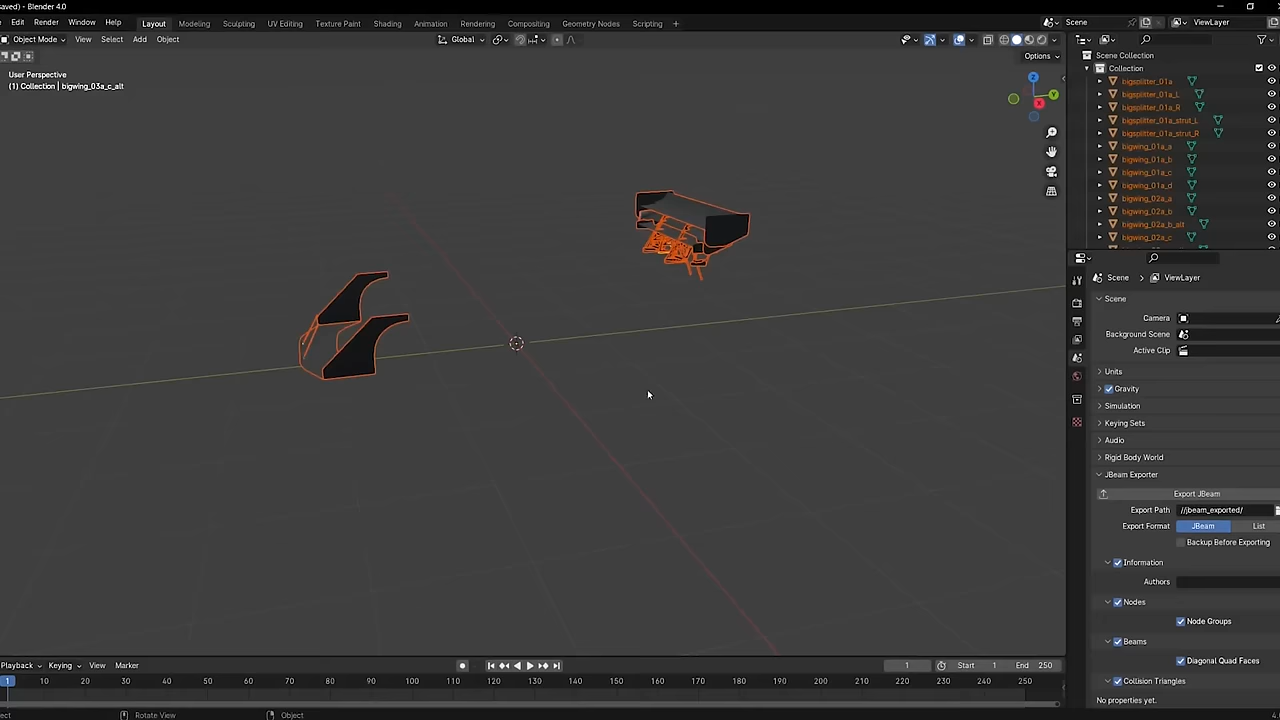 saved) - Blender 4.0
Edit Render Window Help Layout Modeling Sculpting UV Editing Texture Paint Shading Animation Rendering Compositing Geometry Nodes Scripting + Scene ViewLayer
Object Mode View Select Add Object Global
Options
User Perspective
(1) Collection | bigwing_03a_c_alt
Z
Y
X
Scene Collection
Collection
bigsplitter_01a
bigsplitter_01a_L
bigsplitter_01a_R
bigsplitter_01a_strut_L
bigsplitter_01a_strut_R
bigwing_01a_a
bigwing_01a_b
bigwing_01a_c
bigwing_01a_d
bigwing_02a_a
bigwing_02a_b
bigwing_02a_b_alt
bigwing_02a_c
Scene ViewLayer
Scene
Camera
Background Scene
Active Clip
Units
Gravity
Simulation
Keying Sets
Audio
Rigid Body World
JBeam Exporter
Export JBeam
Export Path //jbeam_exported/
Export Format JBeam List
Backup Before Exporting
Information
Authors
Nodes
Node Groups
Beams
Diagonal Quad Faces
Collision Triangles
No properties yet.
Playback Keying View Marker 1 Start 1 End 250
1 10 20 30 40 50 60 70 80 90 100 110 120 130 140 150 160 170 180 190 200 210 220 230 240 250
ect Rotate View Object